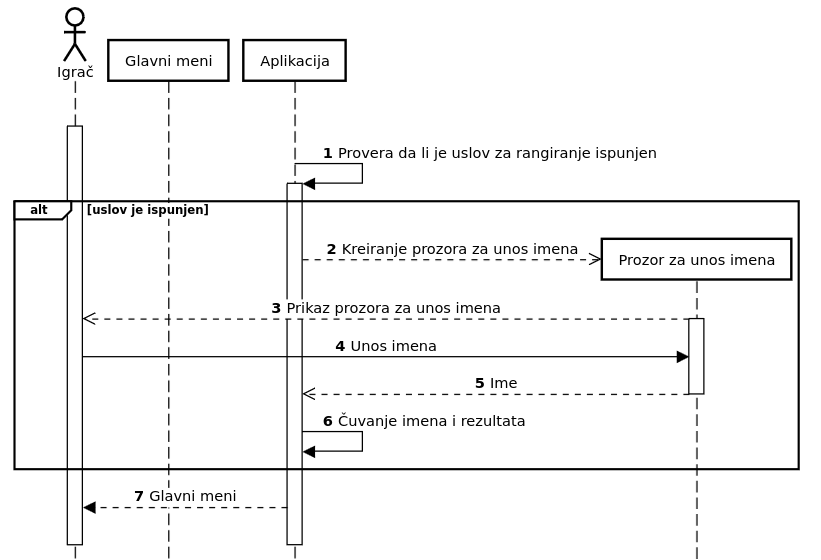 Igrač
Glavni meni
Aplikacija
1 Provera da li je uslov za rangiranje ispunjen
alt
[uslov je ispunjen]
2 Kreiranje prozora za unos imena
Prozor za unos imena
3 Prikaz prozora za unos imena
4 Unos imena
5 Ime
6 Čuvanje imena i rezultata
7 Glavni meni